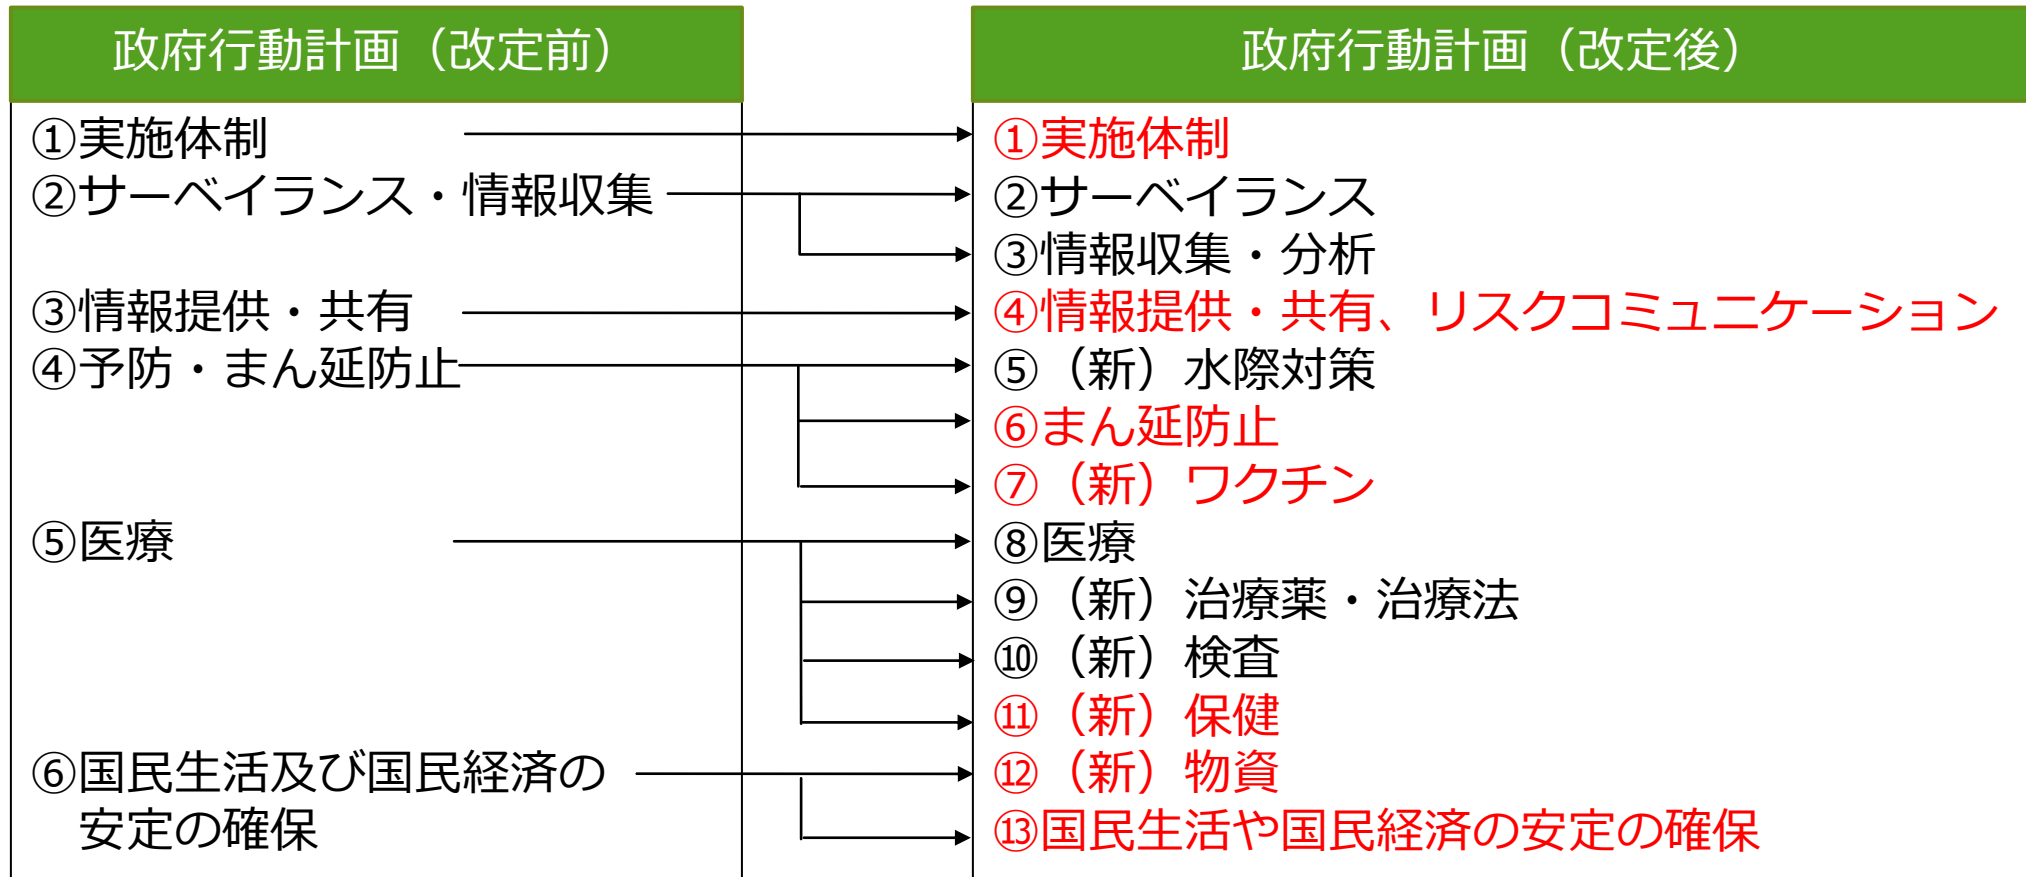 政府行動計画（改定前）
①実施体制
②サーベイランス・情報収集
③情報提供・共有
④予防・まん延防止
⑤医療
⑥国民生活及び国民経済の
安定の確保
政府行動計画（改定後）
①実施体制
②サーベイランス
③情報収集・分析
④情報提供・共有、リスクコミュニケーション
⑤（新）水際対策
⑥まん延防止
⑦（新）ワクチン
⑧医療
⑨（新）治療薬・治療法
⑩（新）検査
⑪（新）保健
⑫（新）物資
⑬国民生活や国民経済の安定の確保